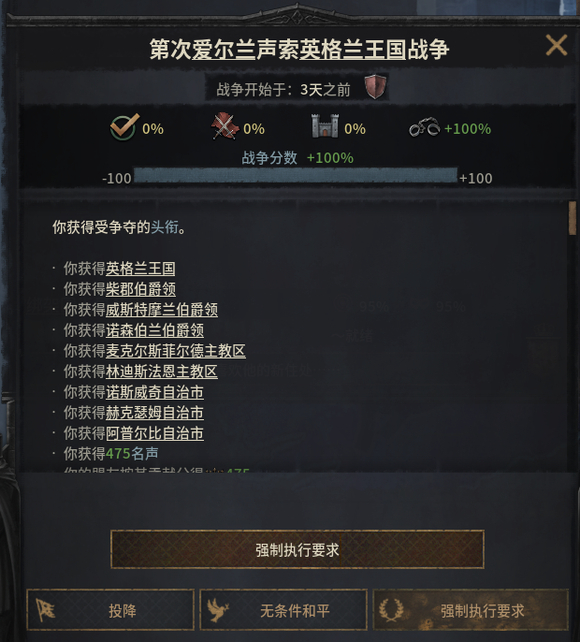 第次爱尔兰声索英格兰王国战争
战争开始于：3天之前
0% 0% 0% +100%
战争分数 +100%
-100 +100
你获得受争夺的头衔。
· 你获得英格兰王国
· 你获得柴郡伯爵领
· 你获得威斯特摩兰伯爵领
· 你获得诺森伯兰伯爵领
· 你获得麦克尔斯菲尔德主教区
· 你获得林迪斯法恩主教区
· 你获得诺斯威奇自治市
· 你获得赫克瑟姆自治市
· 你获得阿普尔比自治市
· 你获得475名声
强制执行要求
投降 无条件和平 强制执行要求